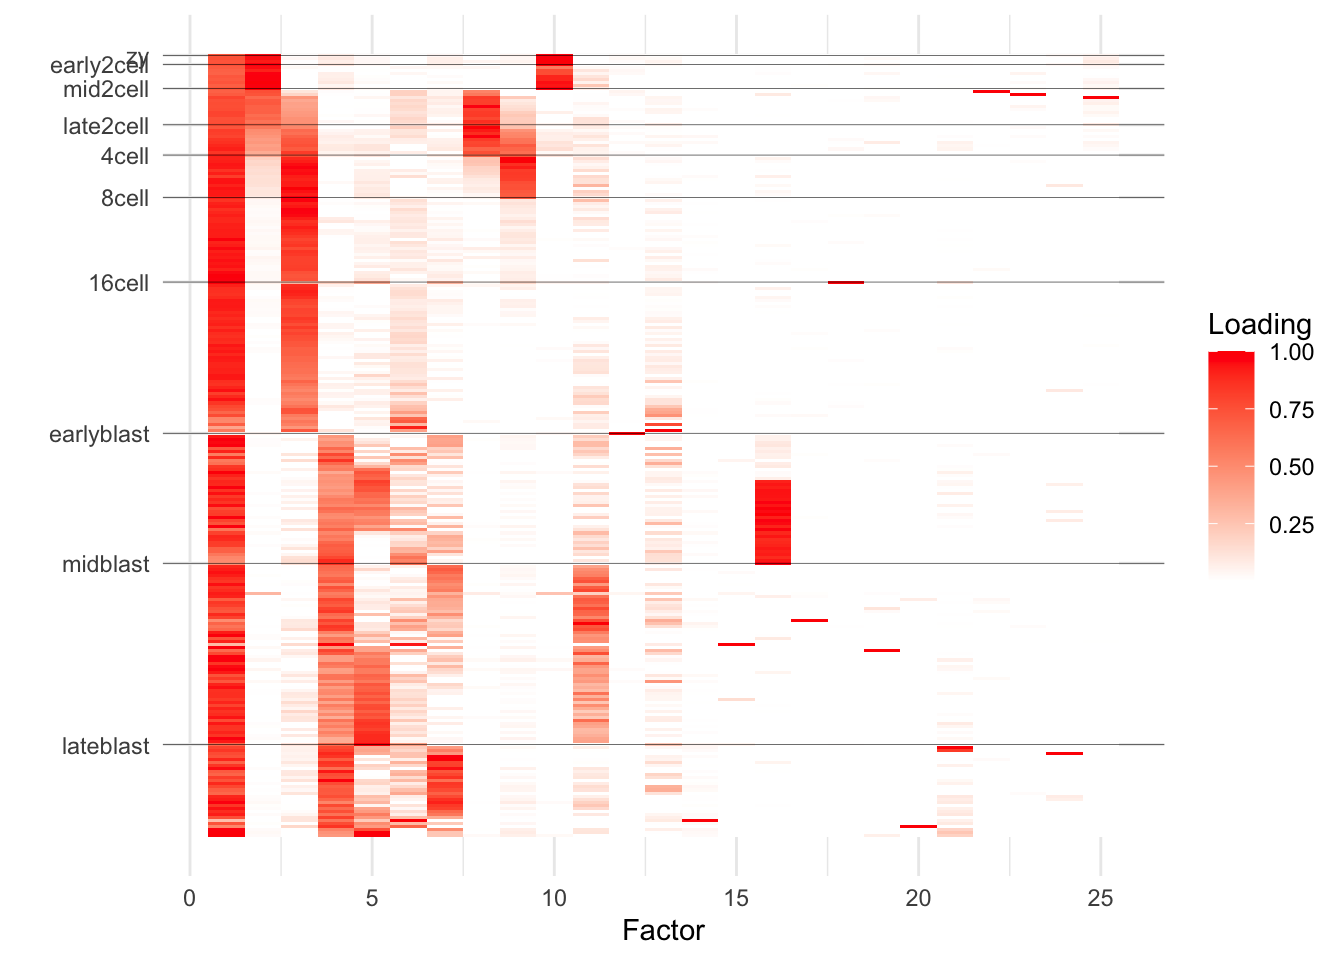 zy
early2cell
mid2cell
late2cell
4cell
8cell
16cell
earlyblast
midblast
lateblast
0 5 10 15 20 25
Factor
Loading
1.00
0.75
0.50
0.25